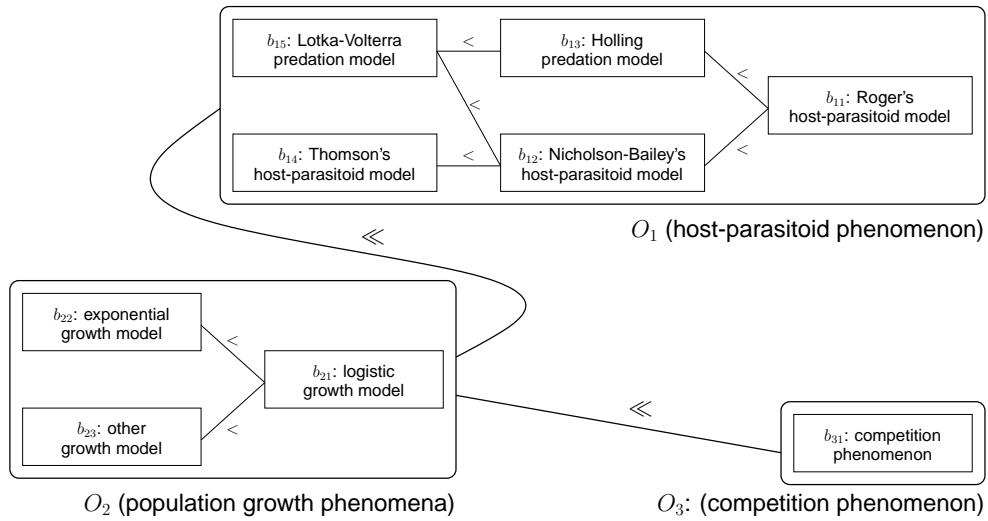 b₁₅: Lotka-Volterra
predation model
<
b₁₃: Holling
predation model
<
b₁₁: Roger's
host-parasitoid model
<
b₁₄: Thomson's
host-parasitoid model
<
b₁₂: Nicholson-Bailey's
host-parasitoid model
<
O₁ (host-parasitoid phenomenon)
≪
b₂₂: exponential
growth model
<
b₂₁: logistic
growth model
b₂₃: other
growth model
<
≪
b₃₁: competition
phenomenon
O₂ (population growth phenomena)
O₃: (competition phenomenon)